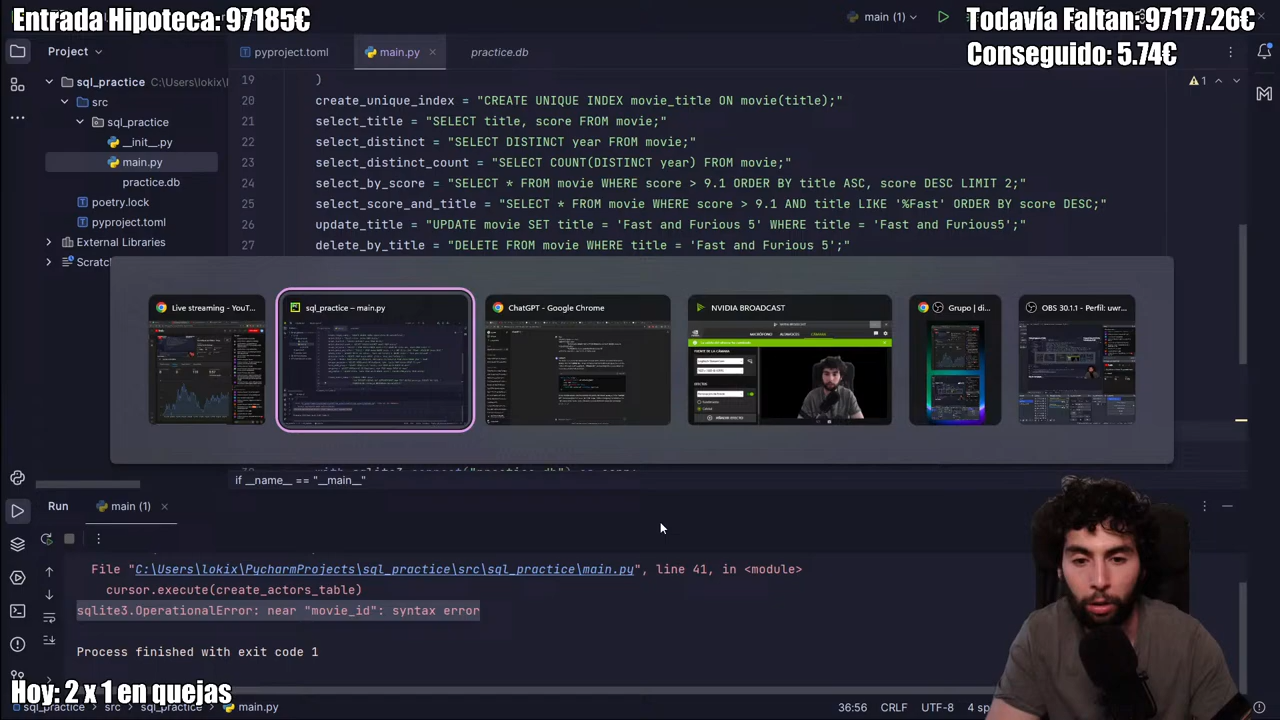 Entrada Hipoteca: 97185€
main (1)
Todavía Faltan: 97177.26€
Conseguido: 5.74€
Project
pyproject.toml
main.py
practice.db
sql_practice C:\Users\lokix\
src
sql_practice
__init__.py
main.py
practice.db
poetry.lock
pyproject.toml
External Libraries
Scratc
19 )
20 create_unique_index = "CREATE UNIQUE INDEX movie_title ON movie(title);"
21 select_title = "SELECT title, score FROM movie;"
22 select_distinct = "SELECT DISTINCT year FROM movie;"
23 select_distinct_count = "SELECT COUNT(DISTINCT year) FROM movie;"
24 select_by_score = "SELECT * FROM movie WHERE score > 9.1 ORDER BY title ASC, score DESC LIMIT 2;"
25 select_score_and_title = "SELECT * FROM movie WHERE score > 9.1 AND title LIKE '%Fast' ORDER BY score DESC;"
26 update_title = "UPDATE movie SET title = 'Fast and Furious 5' WHERE title = 'Fast and Furious5';"
27 delete_by_title = "DELETE FROM movie WHERE title = 'Fast and Furious 5';"
1
Live streaming - YouT...
sql_practice – main.py
ChatGPT - Google Chrome
NVIDIA BROADCAST
Grupo | di...
OBS 30.1.1 - Perfil: uwr...
if __name__ == "__main__"
Run
main (1)
File "C:\Users\lokix\PycharmProjects\sql_practice\src\sql_practice\main.py", line 41, in <module>
cursor.execute(create_actors_table)
sqlite3.OperationalError: near "movie_id": syntax error
Process finished with exit code 1
Hoy: 2 x 1 en quejas
sql_practice > src > sql_practice > main.py
36:56 CRLF UTF-8 4 sp